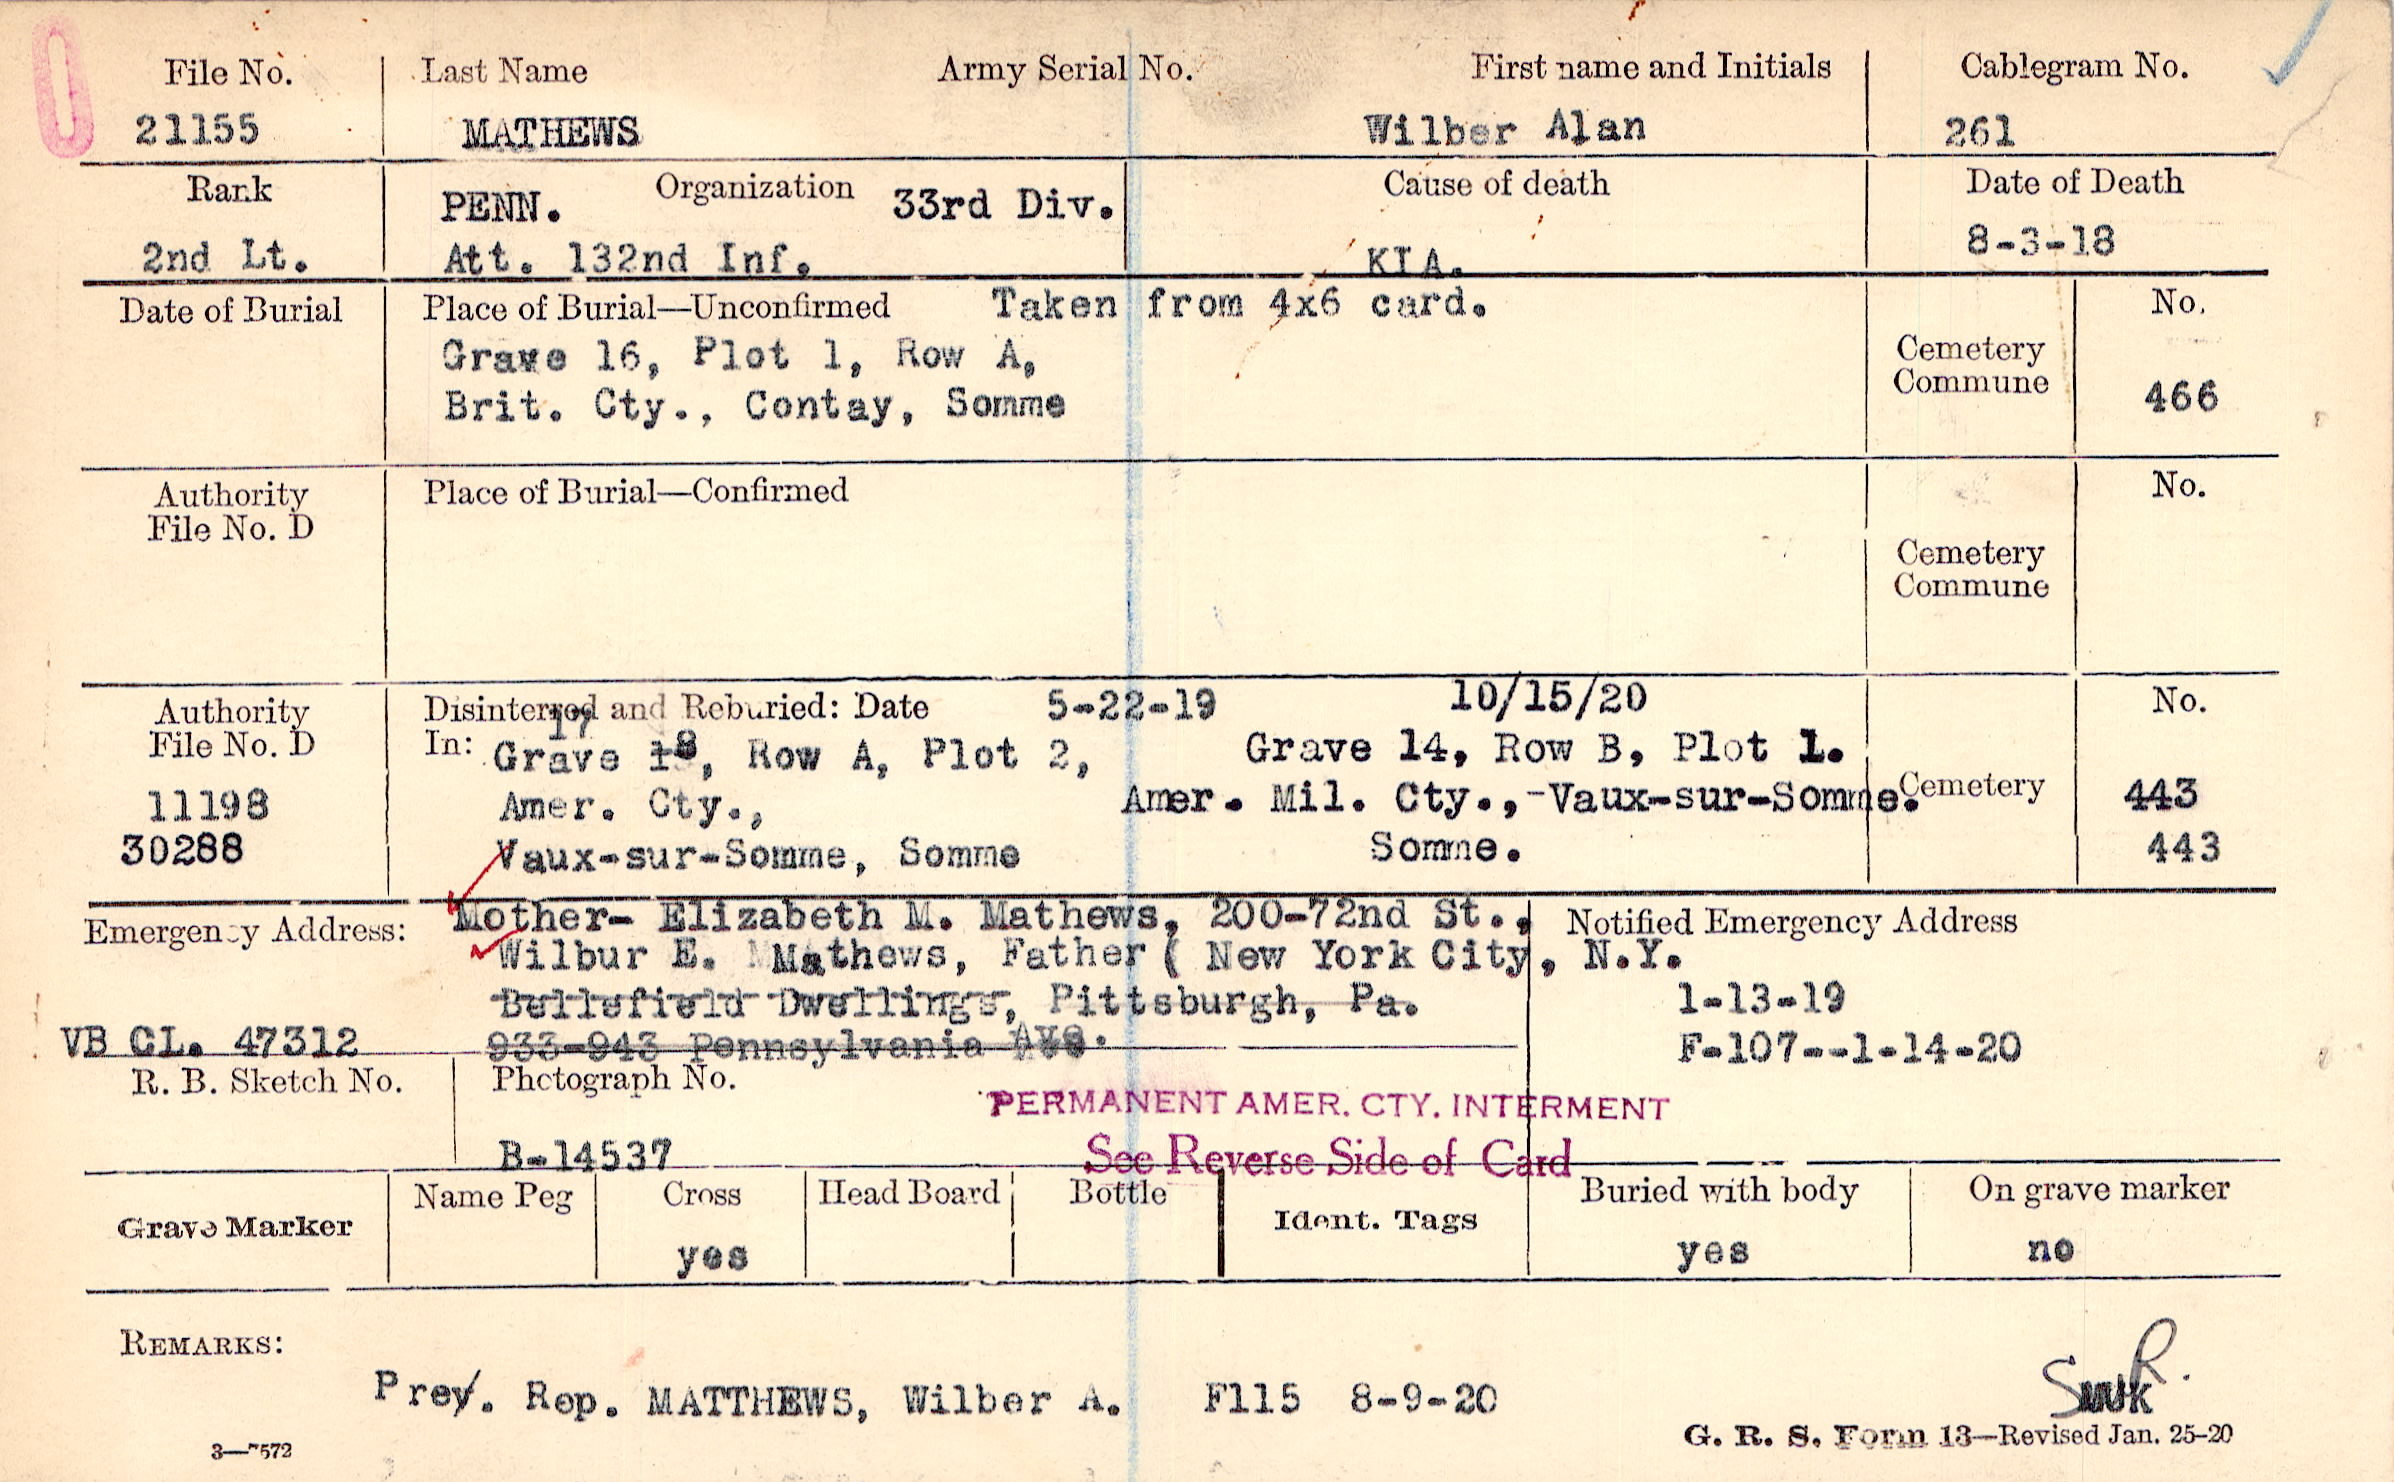 File No. Last Name Army Serial No. First name and Initials Cablegram No.
21155 MATHEWS Wilber Alan 261
Rank PENN. Organization 33rd Div. Cause of death Date of Death
2nd Lt. Att. 132nd Inf. KIA. 8-3-18
Date of Burial Place of Burial—Unconfirmed Taken from 4x6 card. No.
Grave 16, Plot 1, Row A, Cemetery
Brit. Cty., Contay, Somme Commune 466
Authority Place of Burial—Confirmed No.
File No. D
Cemetery
Commune
Authority Disinterred and Reburied: Date 5-22-19 10/15/20 No.
17
File No. D In: Grave 18, Row A, Plot 2, Grave 14, Row B, Plot 1.
11198 Amer. Cty., Amer. Mil. Cty.,-Vaux-sur-Somme. Cemetery 443
30288 Vaux-sur-Somme, Somme Somme. 443
Emergency Address: Mother- Elizabeth M. Mathews, 200-72nd St., Notified Emergency Address
Wilbur E. Mathews, Father ( New York City, N.Y.
Bellefield Dwellings, Pittsburgh, Pa. 1-13-19
VB CL. 47312 933-943 Pennsylvania Ave. F-107--1-14-20
R. B. Sketch No. Photograph No.
PERMANENT AMER. CTY. INTERMENT
B-14537 See Reverse Side of Card
Grave Marker Name Peg Cross Head Board Bottle Ident. Tags Buried with body On grave marker
yes yes no
REMARKS:
Prev. Rep. MATTHEWS, Wilber A. F115 8-9-20
G. R. S. Form 13—Revised Jan. 25-20
3—7572